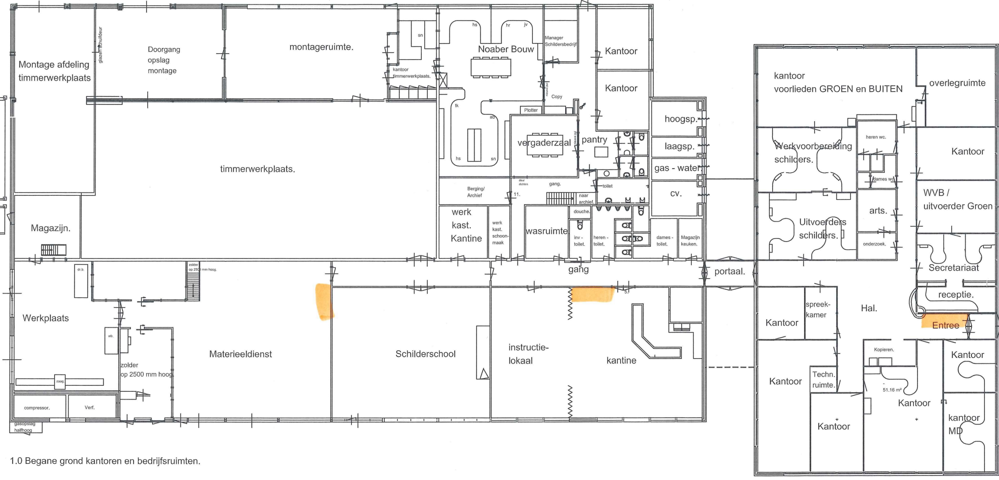 Montage afdeling
timmerwerkplaats
glazen schuifdeur
Doorgang
opslag
montage
montageruimte.
sn
kantoor
timmerwerkplaats.
hs
hr
jv
Noaber Bouw
Manager
Schildersbedrijf
Kantoor
Kantoor
Copy
Plotter
tk
ab
hs
sn
vergaderzaal
pantry
hoogsp.
laagsp.
gas - water.
cv.
timmerwerkplaats.
Berging/
Archief
deur
dichten
gang.
11.
naar
archief.
toilet
Magazijn.
werk
kast.
Kantine
werk
kast.
schoon-
maak
wasruimte
douche.
inv -
toilet.
heren -
toilet.
dames -
toilet.
Magazijn
keuken.
gang
portaal.
kantoor
voorlieden GROEN en BUITEN
overlegruimte
Werkvoorbereiding
schilders.
heren wc.
dames wc
Kantoor
WVB /
uitvoerder Groen
Uitvoerders
schilders.
arts.
onderzoek.
Secretariaat
receptie.
Hal.
Entree
Kantoor
spreek-
kamer
Kopieren.
Kantoor
Kantoor
Techn.
ruimte.
51,16 m²
Kantoor
Kantoor
kantoor
MD
dr.b.
zolder
op 2500 mm hoog.
Werkplaats
wb.
zolder
op 2500 mm hoog.
zaag.
compressor.
Verf.
gasopslag
halfhoog
Materieeldienst
Schilderschool
instructie-
lokaal
kantine
5.
1.0 Begane grond kantoren en bedrijfsruimten.